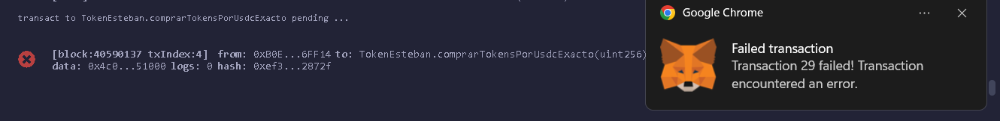 transact to TokenEsteban.comprarTokensPorUsdcExacto pending ...
[block:40590137 txIndex:4] from: 0xB0E...6FF14 to: TokenEsteban.comprarTokensPorUsdcExacto(uint256)
data: 0x4c0...51000 logs: 0 hash: 0xef3...2872f
Google Chrome
Failed transaction
Transaction 29 failed! Transaction
encountered an error.